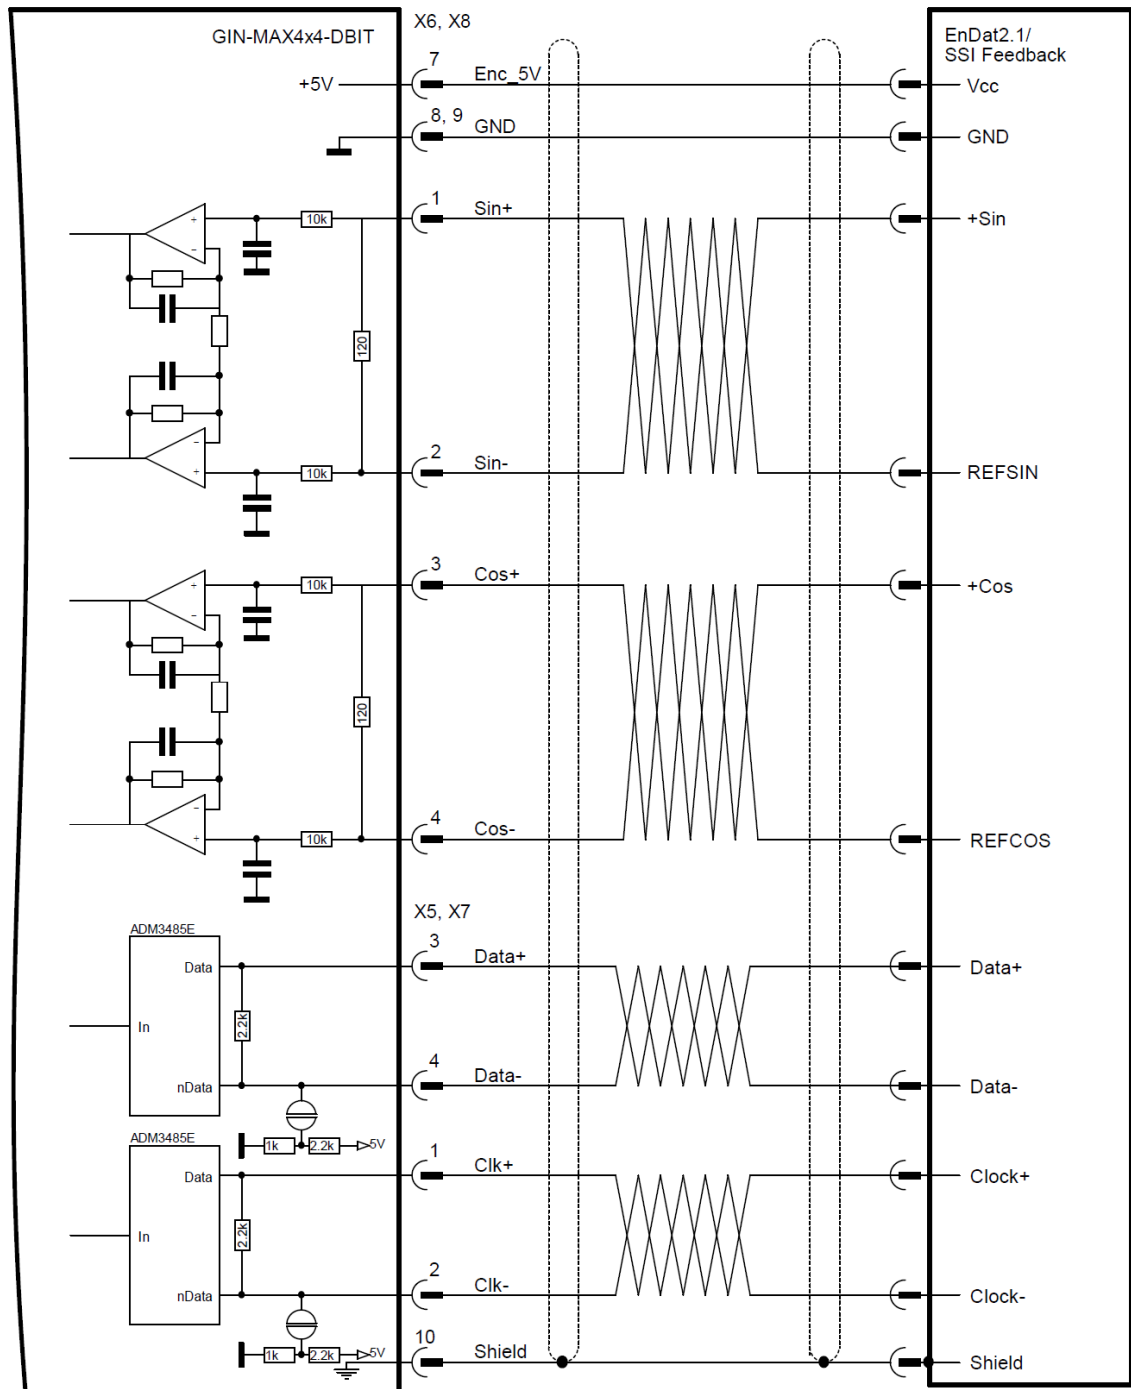 GIN-MAX4x4-DBIT
X6, X8
EnDat2.1/
SSI Feedback
+5V
7
Enc_5V
Vcc
8, 9
GND
GND
1
Sin+
+Sin
+
10k
-
120
-
2
Sin-
REFSIN
+
10k
3
Cos+
+Cos
+
10k
-
120
-
4
Cos-
REFCOS
+
10k
X5, X7
ADM3485E
3
Data+
Data
Data+
2.2k
In
4
Data-
nData
Data-
1k
2.2k
5V
ADM3485E
1
Clk+
Data
Clock+
2.2k
In
2
Clk-
nData
Clock-
10
1k
2.2k
5V
Shield
Shield